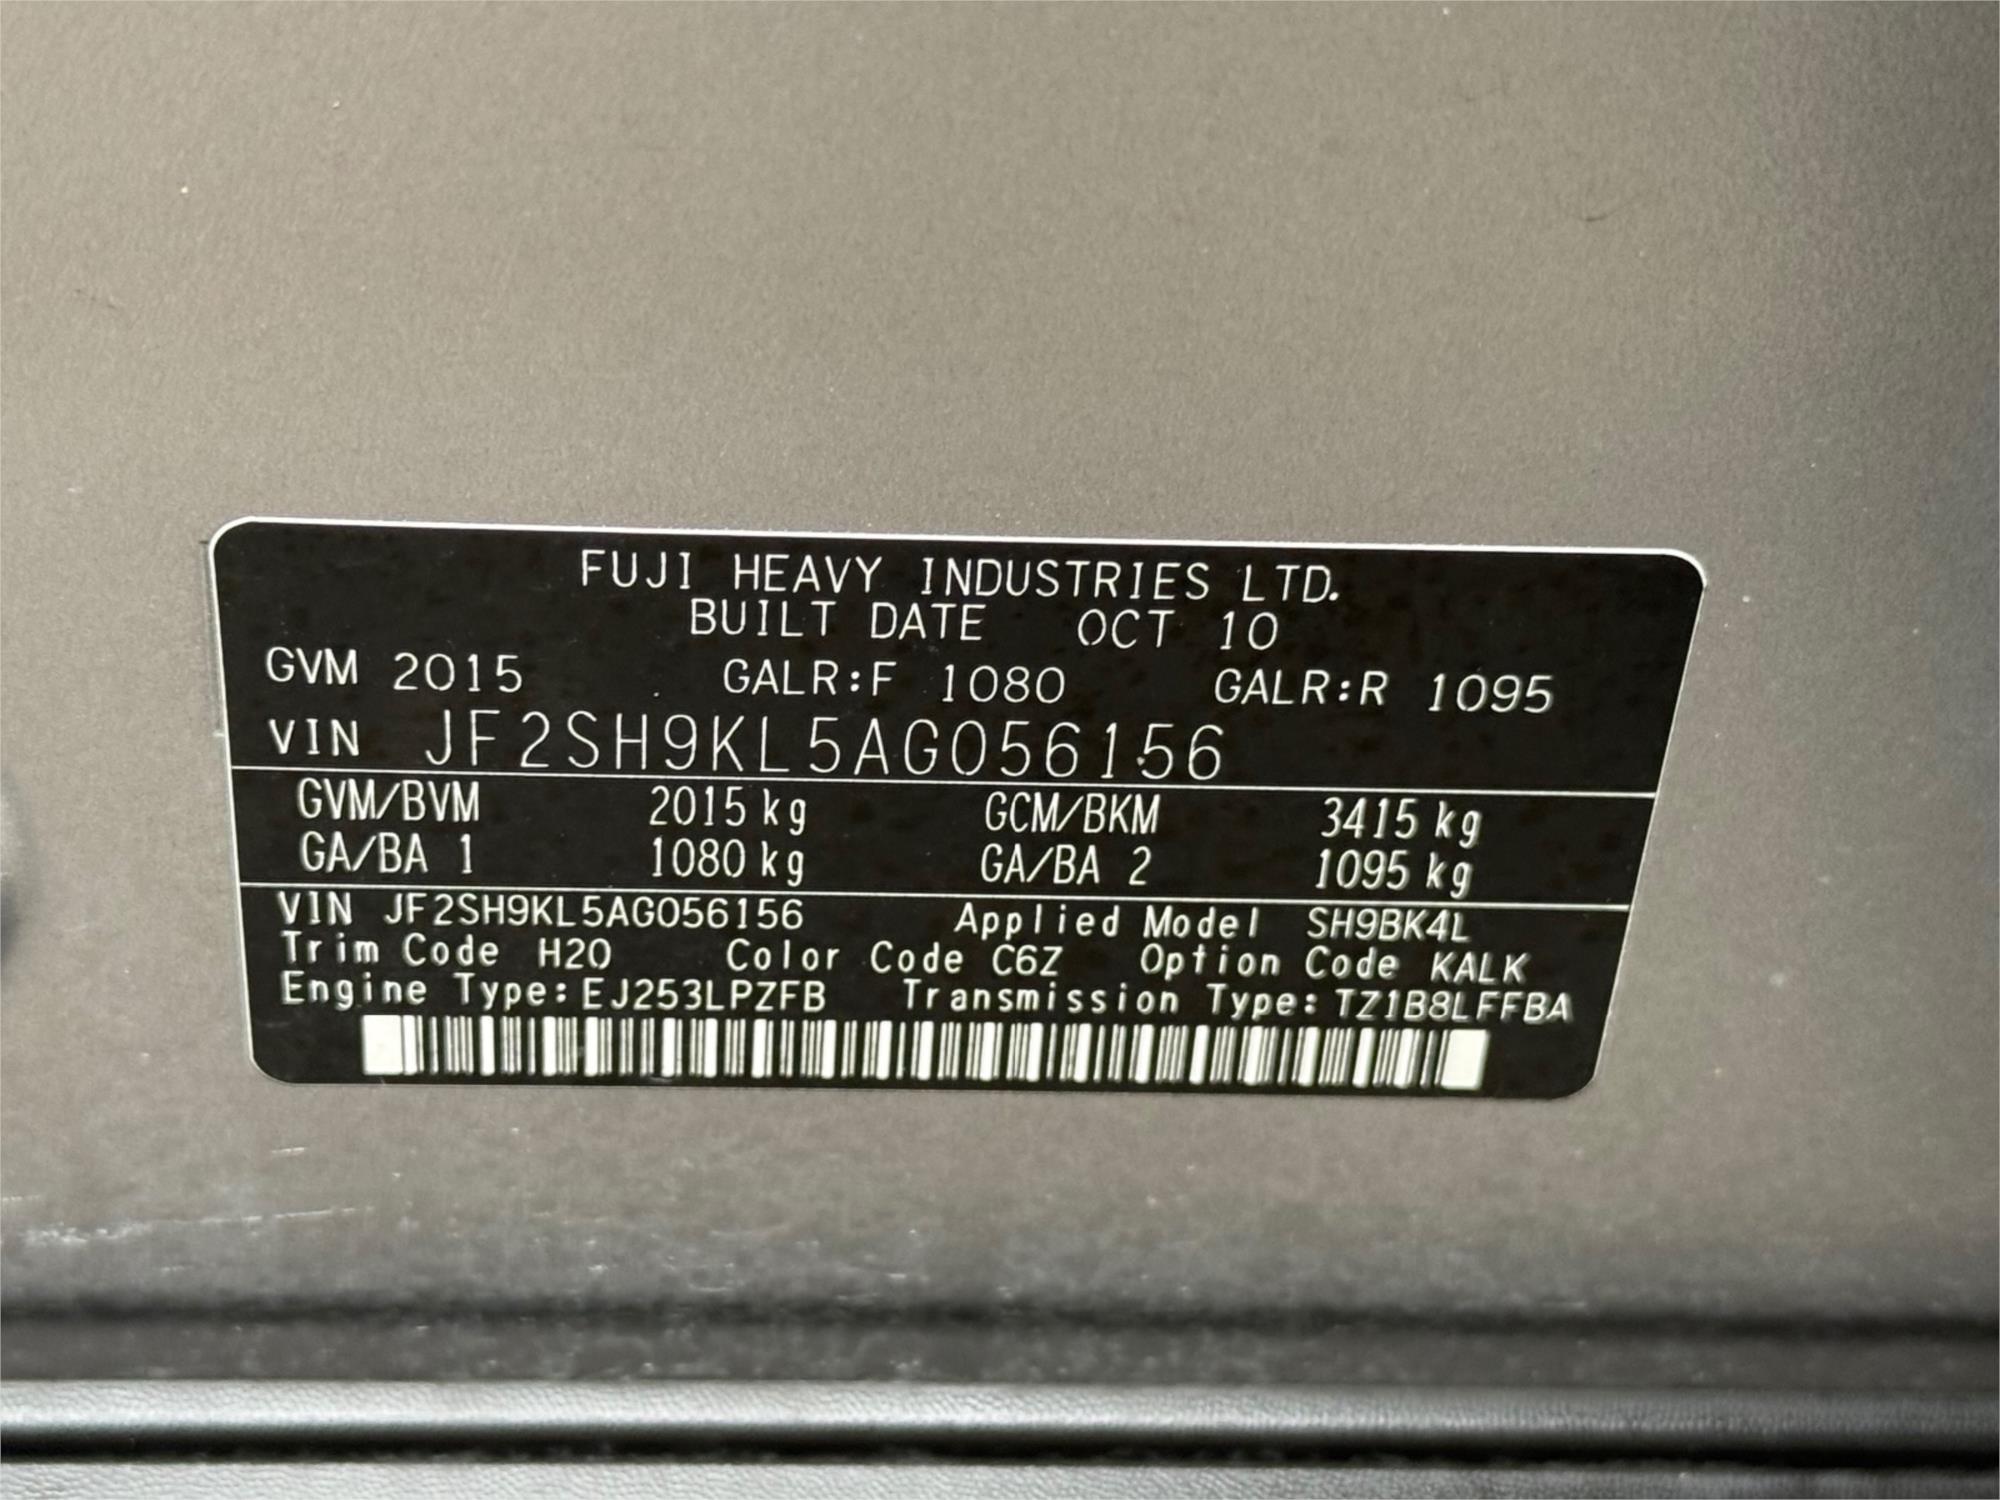 FUJI HEAVY INDUSTRIES LTD.
BUILT DATE OCT 10
GVM 2015 GALR:F 1080 GALR:R 1095
VIN JF2SH9KL5AG056156
GVM/BVM 2015 kg GCM/BKM 3415 kg
GA/BA 1 1080 kg GA/BA 2 1095 kg
VIN JF2SH9KL5AG056156 Applied Model SH9BK4L
Trim Code H20 Color Code C6Z Option Code KALK
Engine Type: EJ253LPZFB Transmission Type: TZ1B8LFFBA